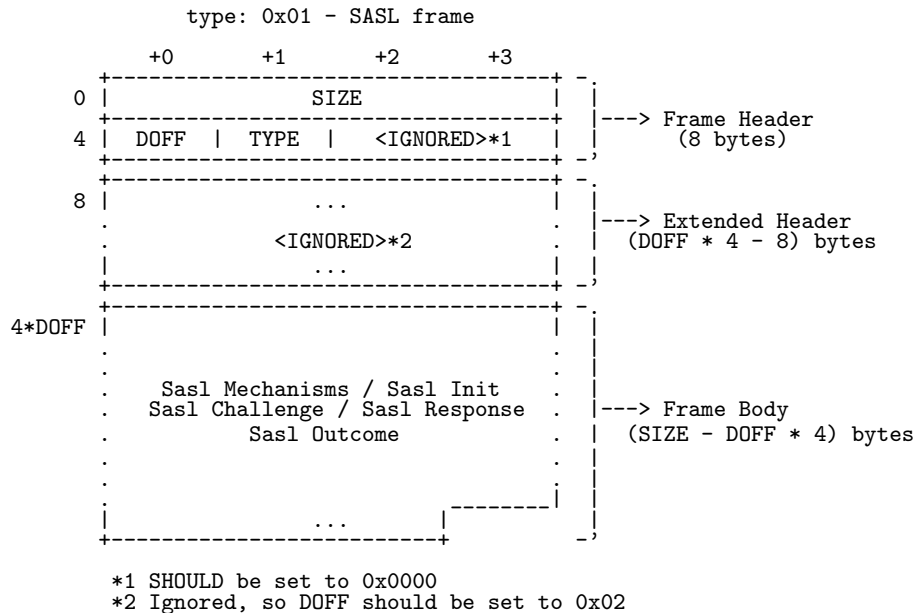 type: 0x01 - SASL frame
+0 +1 +2 +3
0 | SIZE |
4 | DOFF | TYPE | <IGNORED>*1 | |---> Frame Header
(8 bytes)
8 | ... |
. <IGNORED>*2 . |---> Extended Header
(DOFF * 4 - 8) bytes
| ... |
4*DOFF |
. Sasl Mechanisms / Sasl Init .
. Sasl Challenge / Sasl Response . |---> Frame Body
. Sasl Outcome . | (SIZE - DOFF * 4) bytes
| ... |
*1 SHOULD be set to 0x0000
*2 Ignored, so DOFF should be set to 0x02